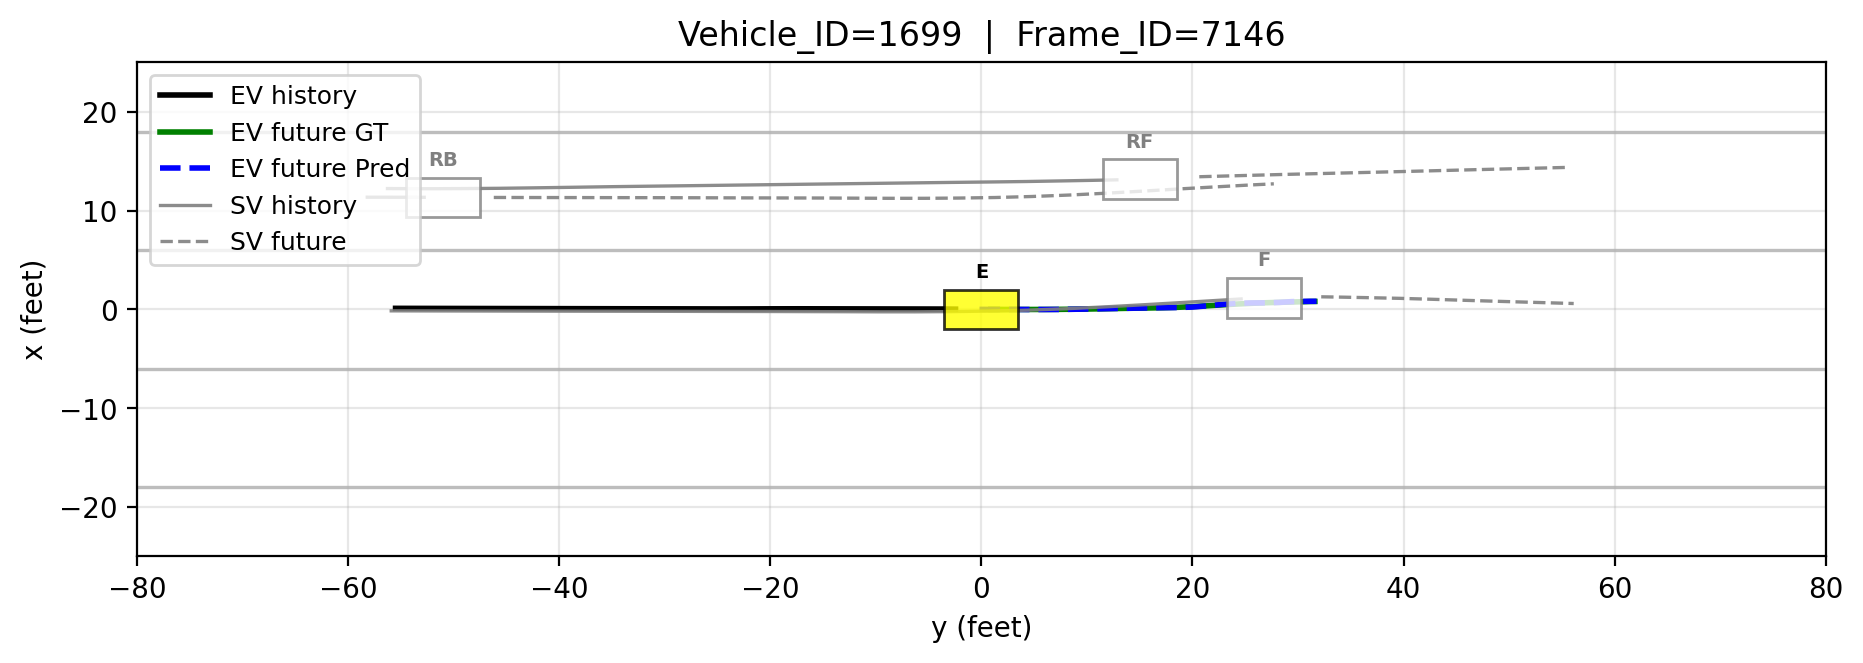 Vehicle_ID=1699 | Frame_ID=7146
EV history
EV future GT
EV future Pred
SV history
SV future
RB
RF
E
F
20
10
0
−10
−20
x (feet)
−80
−60
−40
−20
0
20
40
60
80
y (feet)